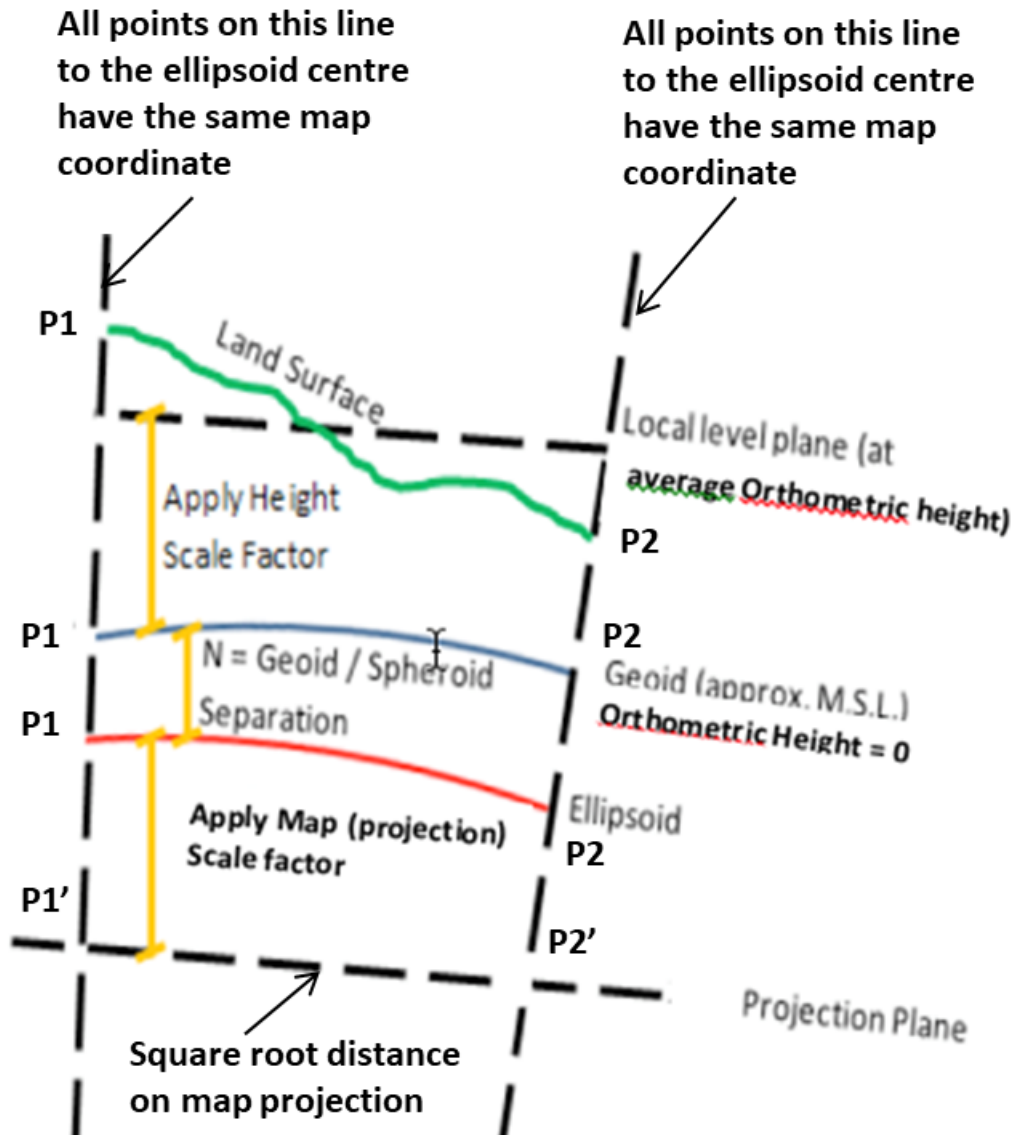 All points on this line
to the ellipsoid centre
have the same map
coordinate
All points on this line
to the ellipsoid centre
have the same map
coordinate
P1
Land Surface
Local level plane (at
average Orthometric height)
Apply Height
Scale Factor
P2
P1
P2
N = Geoid / Spheroid
Separation
Geoid (approx. M.S.L.)
Orthometric Height = 0
P1
Apply Map (projection)
Scale factor
Ellipsoid
P2
P1’
P2’
Projection Plane
Square root distance
on map projection